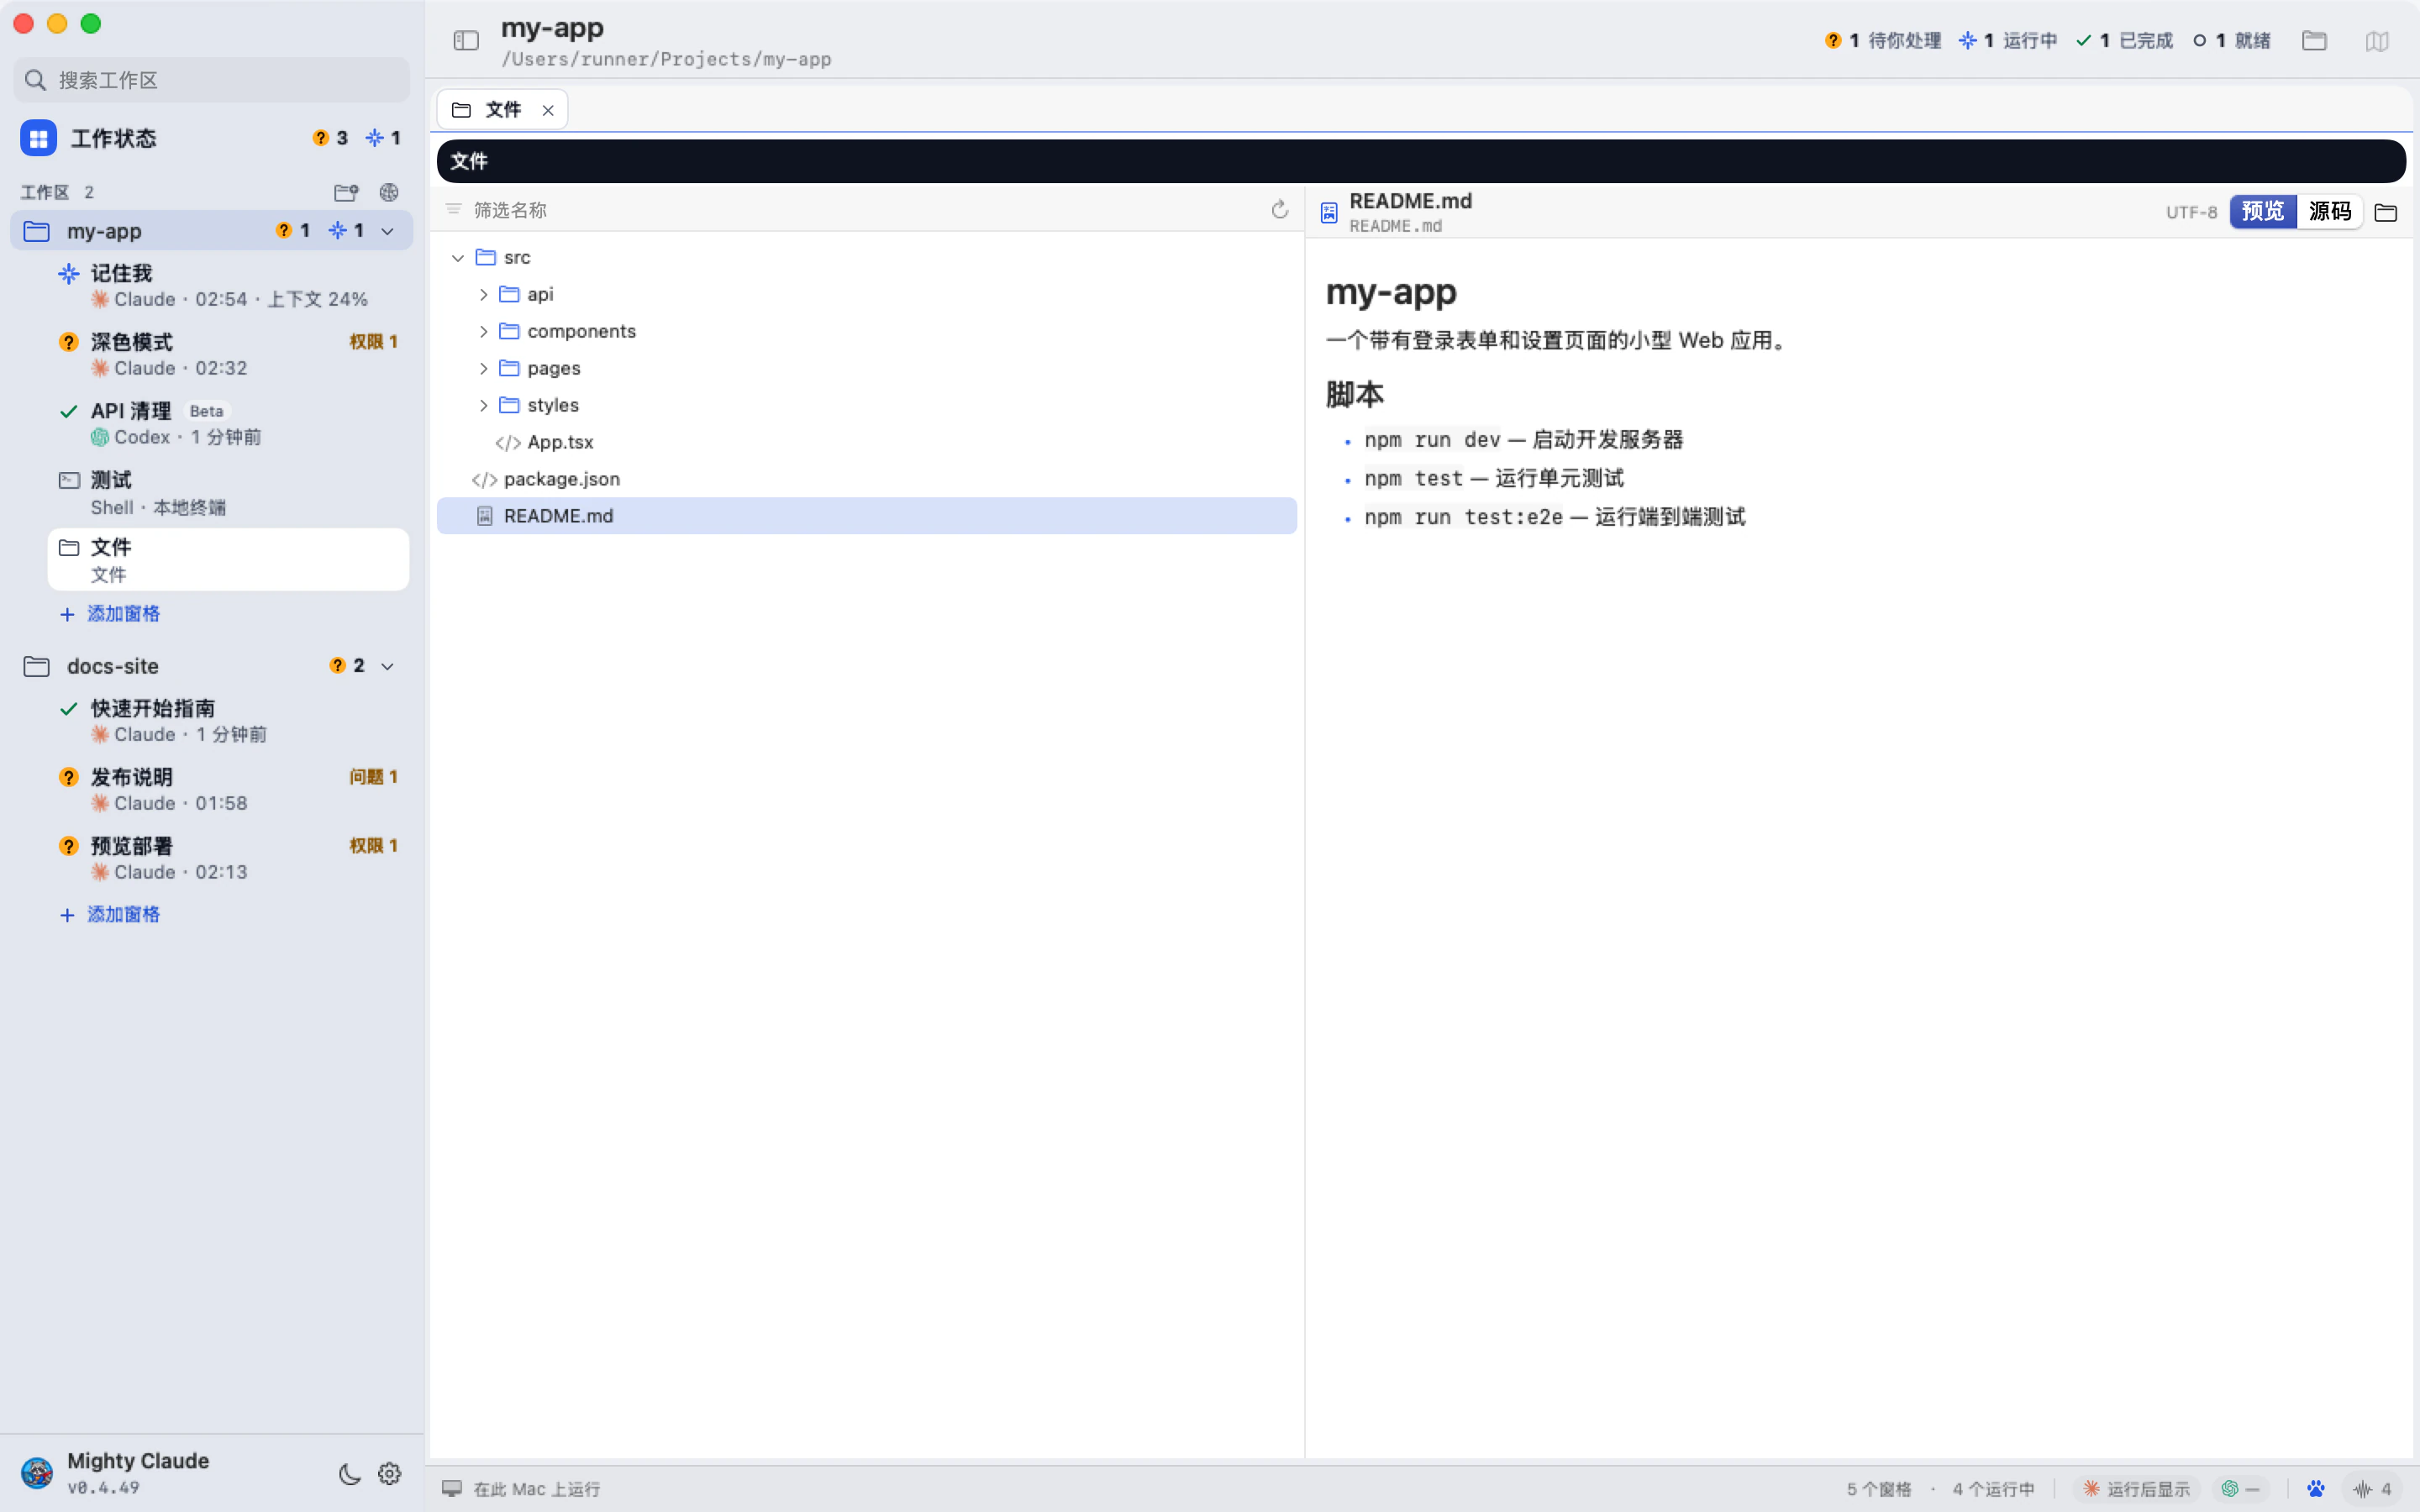 my-app
/Users/runner/Projects/my-app
1 待你处理 1 运行中 1 已完成 1 就绪
搜索工作区
工作状态 3 1
工作区 2
my-app 1 1
记住我
Claude · 02:54 · 上下文 24%
深色模式 权限 1
Claude · 02:32
API 清理 Beta
Codex · 1 分钟前
测试
Shell · 本地终端
文件
文件
+ 添加窗格
docs-site 2
快速开始指南
Claude · 1 分钟前
发布说明 问题 1
Claude · 01:58
预览部署 权限 1
Claude · 02:13
+ 添加窗格
Mighty Claude
v0.4.49
文件
文件
筛选名称
src
api
components
pages
styles
App.tsx
package.json
README.md
README.md
README.md
UTF-8 预览 源码
my-app
一个带有登录表单和设置页面的小型 Web 应用。
脚本
• npm run dev — 启动开发服务器
• npm test — 运行单元测试
• npm run test:e2e — 运行端到端测试
在此 Mac 上运行
5 个窗格 · 4 个运行中 运行后显示 — 4